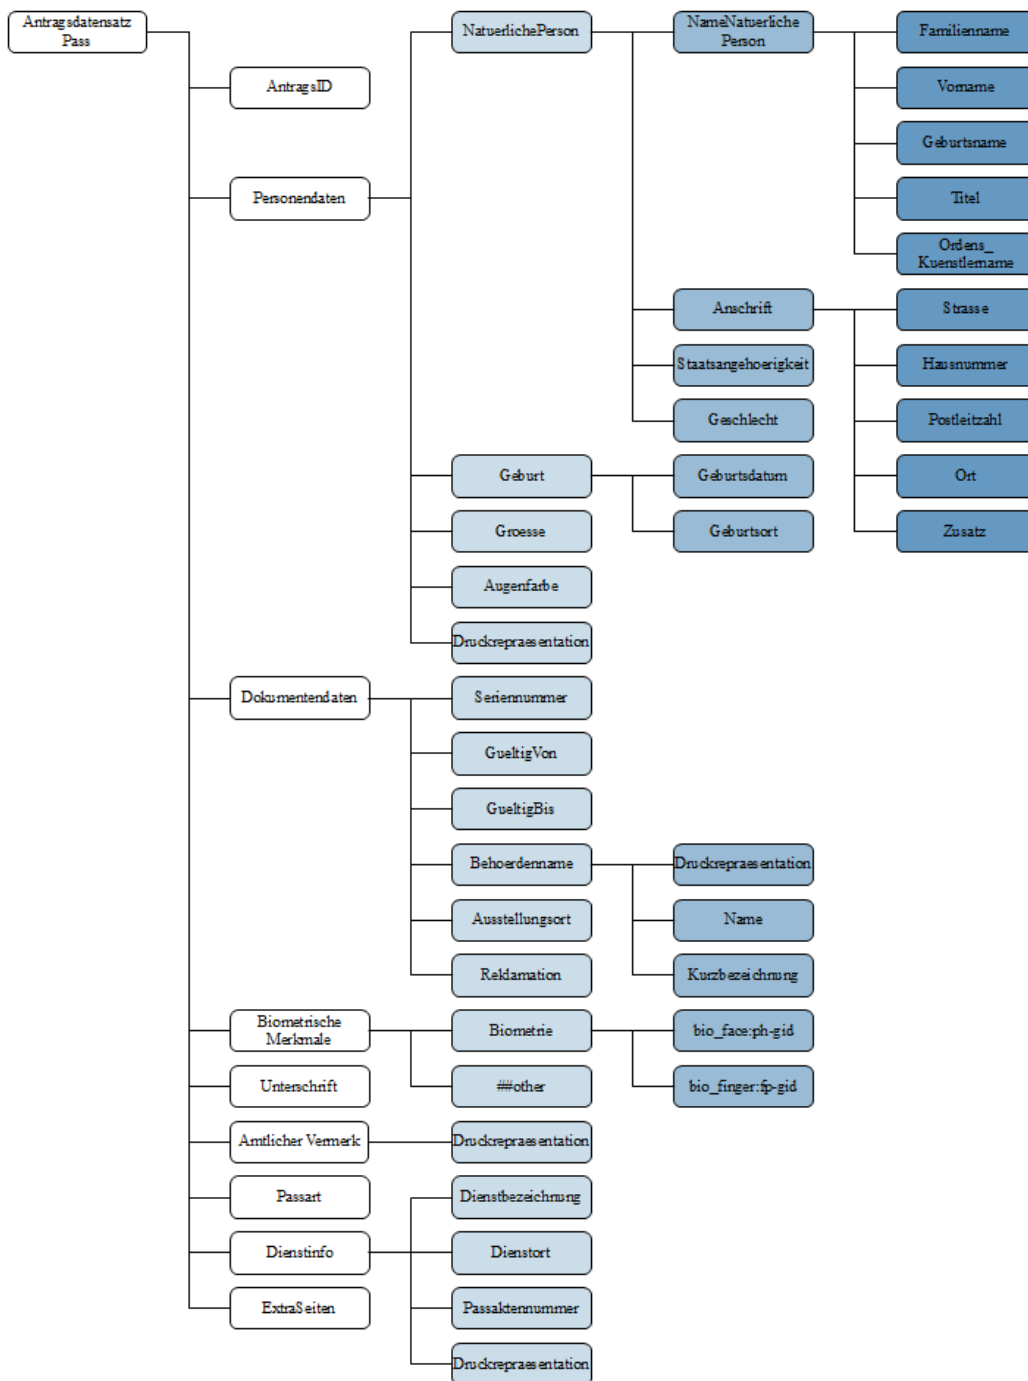 Antragsdatensatz
Pass
NatuerlichePerson
NameNatuerliche
Person
Familienname
AntragsID
Vorname
Geburtsname
Personendaten
Titel
Ordens_
Kuenstlername
Anschrift
Strasse
Staatsangehoerigkeit
Hausnummer
Geschlecht
Postleitzahl
Geburt
Geburtsdatum
Ort
Groesse
Geburtsort
Zusatz
Augenfarbe
Druckrepraesentation
Dokumentendaten
Seriennummer
GueltigVon
GueltigBis
Behoerdenname
Druckrepraesentation
Ausstellungsort
Name
Reklamation
Kurzbezeichnung
Biometrische
Merkmale
Biometrie
bio_face:ph-gid
Unterschrift
##other
bio_finger:fp-gid
Amtlicher Vermerk
Druckrepraesentation
Passart
Dienstbezeichnung
Dienstinfo
Dienstort
ExtraSeiten
Passaktennummer
Druckrepraesentation